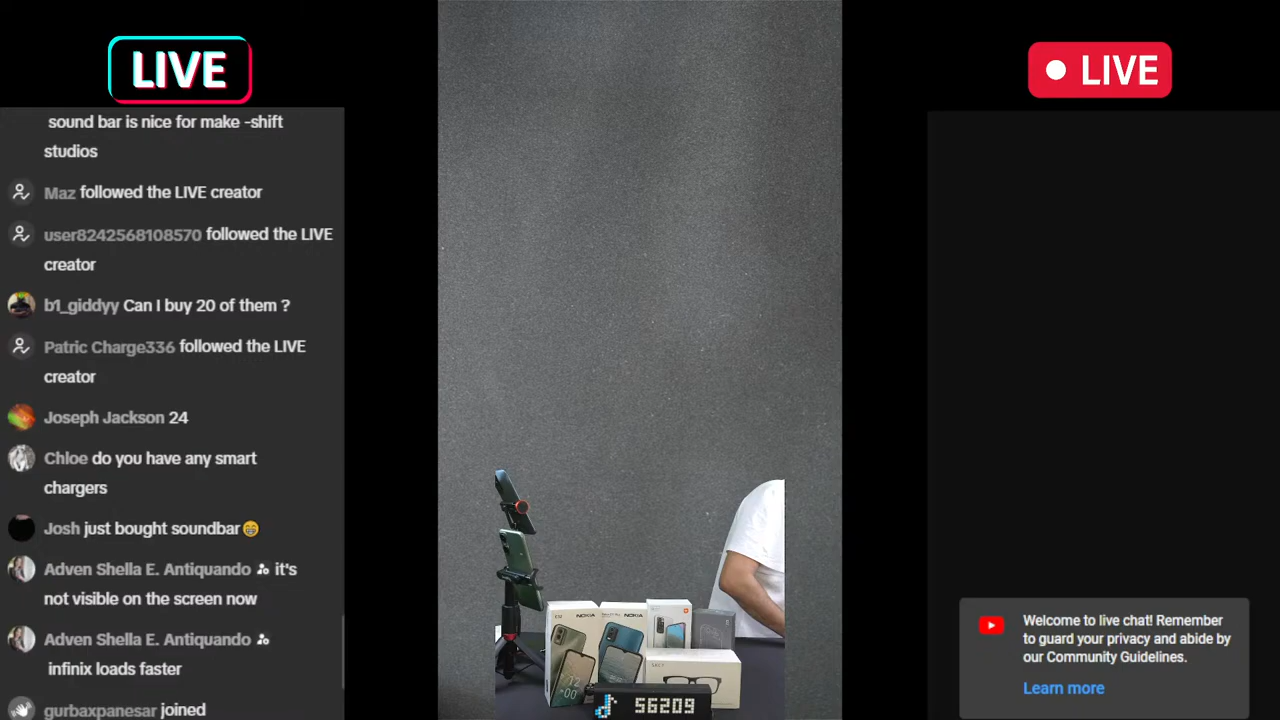 LIVE
sound bar is nice for make -shift
studios
Maz followed the LIVE creator
user8242568108570 followed the LIVE
creator
b1_giddyy Can I buy 20 of them ?
Patric Charge336 followed the LIVE
creator
Joseph Jackson 24
Chloe do you have any smart
chargers
Josh just bought soundbar😁
Adven Shella E. Antiquando it's
not visible on the screen now
Adven Shella E. Antiquando
infinix loads faster
gurbaxpanesar joined
NOKIA
NOKIA
56209
LIVE
Welcome to live chat! Remember
to guard your privacy and abide by
our Community Guidelines.
Learn more